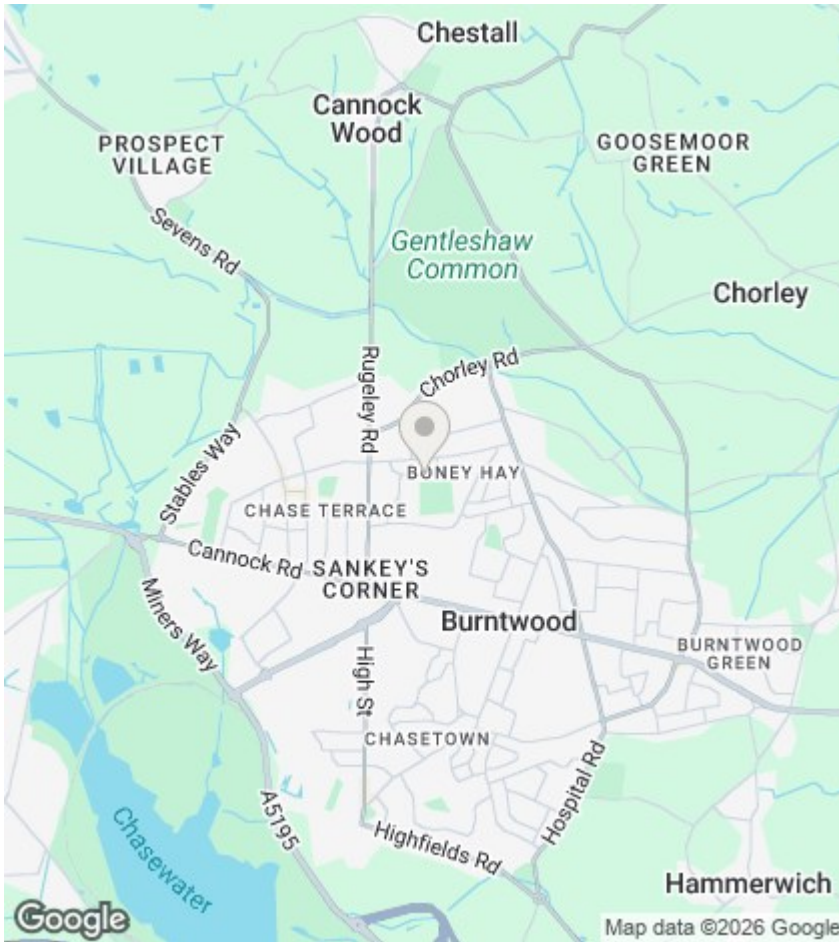 Chestall
Cannock
Wood
PROSPECT
VILLAGE
GOOSEMOOR
GREEN
Sevens Rd
Gentleshaw
Common
Chorley
Rugeley Rd
Chorley Rd
Stables Way
BONEY HAY
CHASE TERRACE
Cannock Rd
SANKEY'S
CORNER
Miners Way
Burntwood
BURNTWOOD
GREEN
High St
CHASETOWN
Hospital Rd
A5195
Chasewater
Highfields Rd
Hammerwich
Google
Map data ©2026 Google